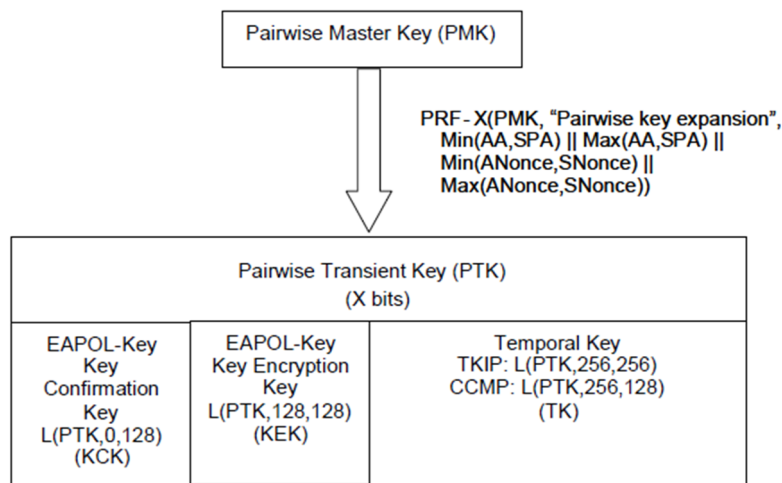 Pairwise Master Key (PMK)
PRF - X(PMK, “Pairwise key expansion”,
Min(AA,SPA) || Max(AA,SPA) ||
Min(ANonce,SNonce) ||
Max(ANonce,SNonce))
Pairwise Transient Key (PTK)
(X bits)
EAPOL-Key
Key
Confirmation
Key
L(PTK,0,128)
(KCK)
EAPOL-Key
Key Encryption
Key
L(PTK,128,128)
(KEK)
Temporal Key
TKIP: L(PTK,256,256)
CCMP: L(PTK,256,128)
(TK)